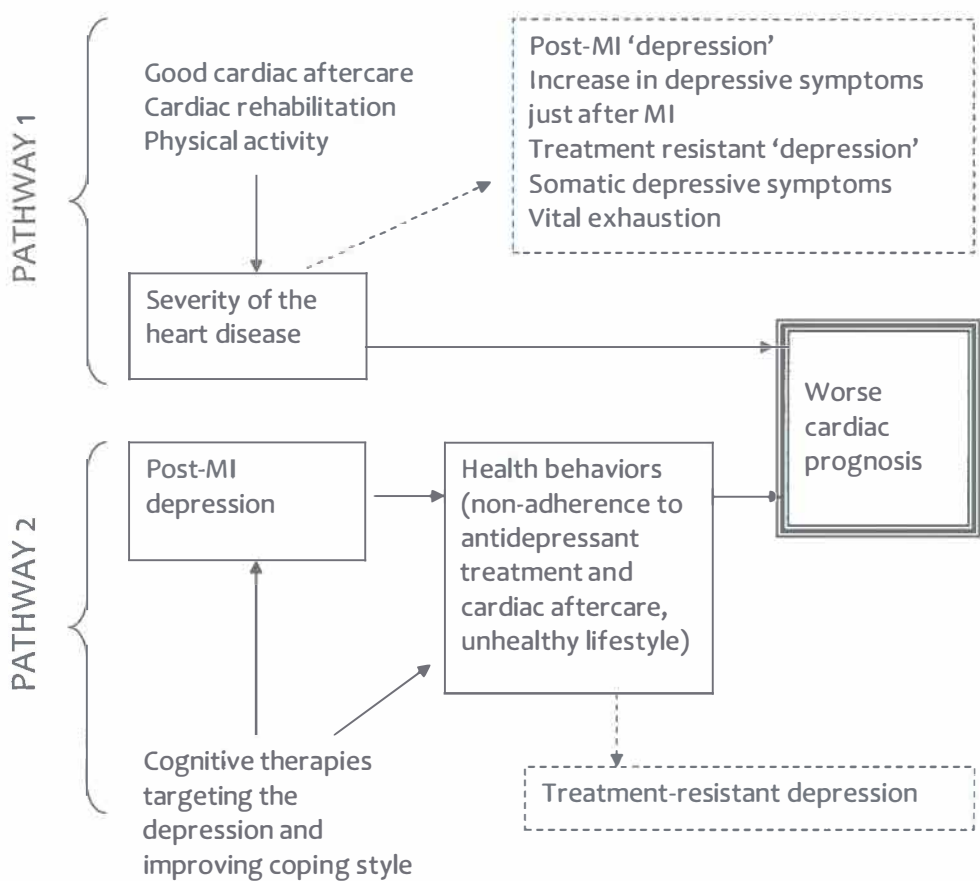 PATHWAY 1
Good cardiac aftercare
Cardiac rehabilitation
Physical activity
Post-MI ‘depression’
Increase in depressive symptoms
just after MI
Treatment resistant ‘depression’
Somatic depressive symptoms
Vital exhaustion
Severity of the
heart disease
Worse
cardiac
prognosis
PATHWAY 2
Post-MI
depression
Health behaviors
(non-adherence to
antidepressant
treatment and
cardiac aftercare,
unhealthy lifestyle)
Cognitive therapies
targeting the
depression and
improving coping style
Treatment-resistant depression